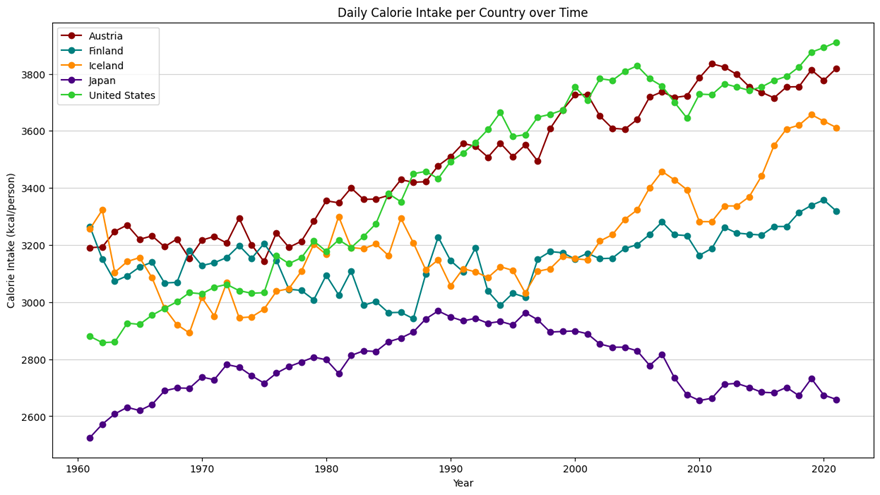 Daily Calorie Intake per Country over Time
Austria
Finland
Iceland
Japan
United States
Calorie Intake (kcal/person)
3800
3600
3400
3200
3000
2800
2600
1960 1970 1980 1990 2000 2010 2020
Year